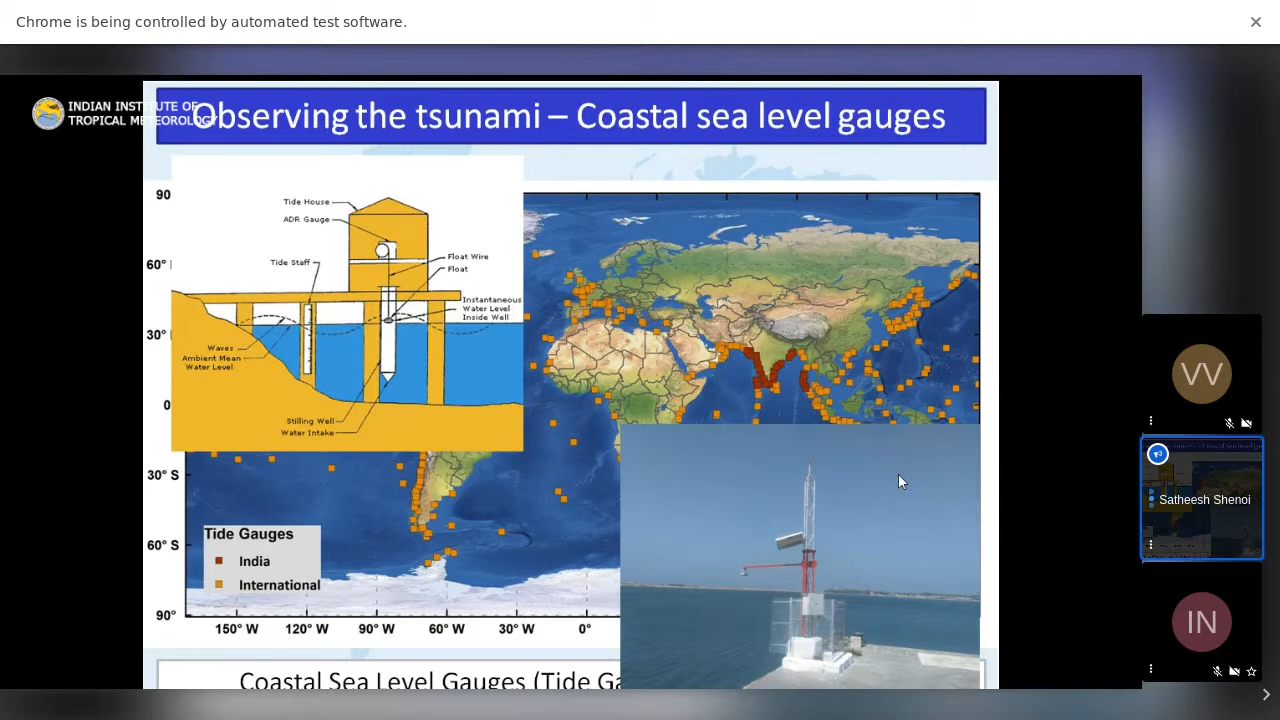 Chrome is being controlled by automated test software.
INDIAN INSTITUTE OF
TROPICAL METEOROLOGY
Observing the tsunami – Coastal sea level gauges
Tide House
ADR Gauge
Tide Staff
Float Wire
Float
Instantaneous
Water Level
Inside Well
Waves
Ambient Mean
Water Level
Stilling Well
Water Intake
90
60°
30°
0
30° S
60° S
90°
150° W 120° W 90° W 60° W 30° W 0°
Tide Gauges
India
International
Coastal Sea Level Gauges (Tide Ga
VV
Satheesh Shenoi
IN